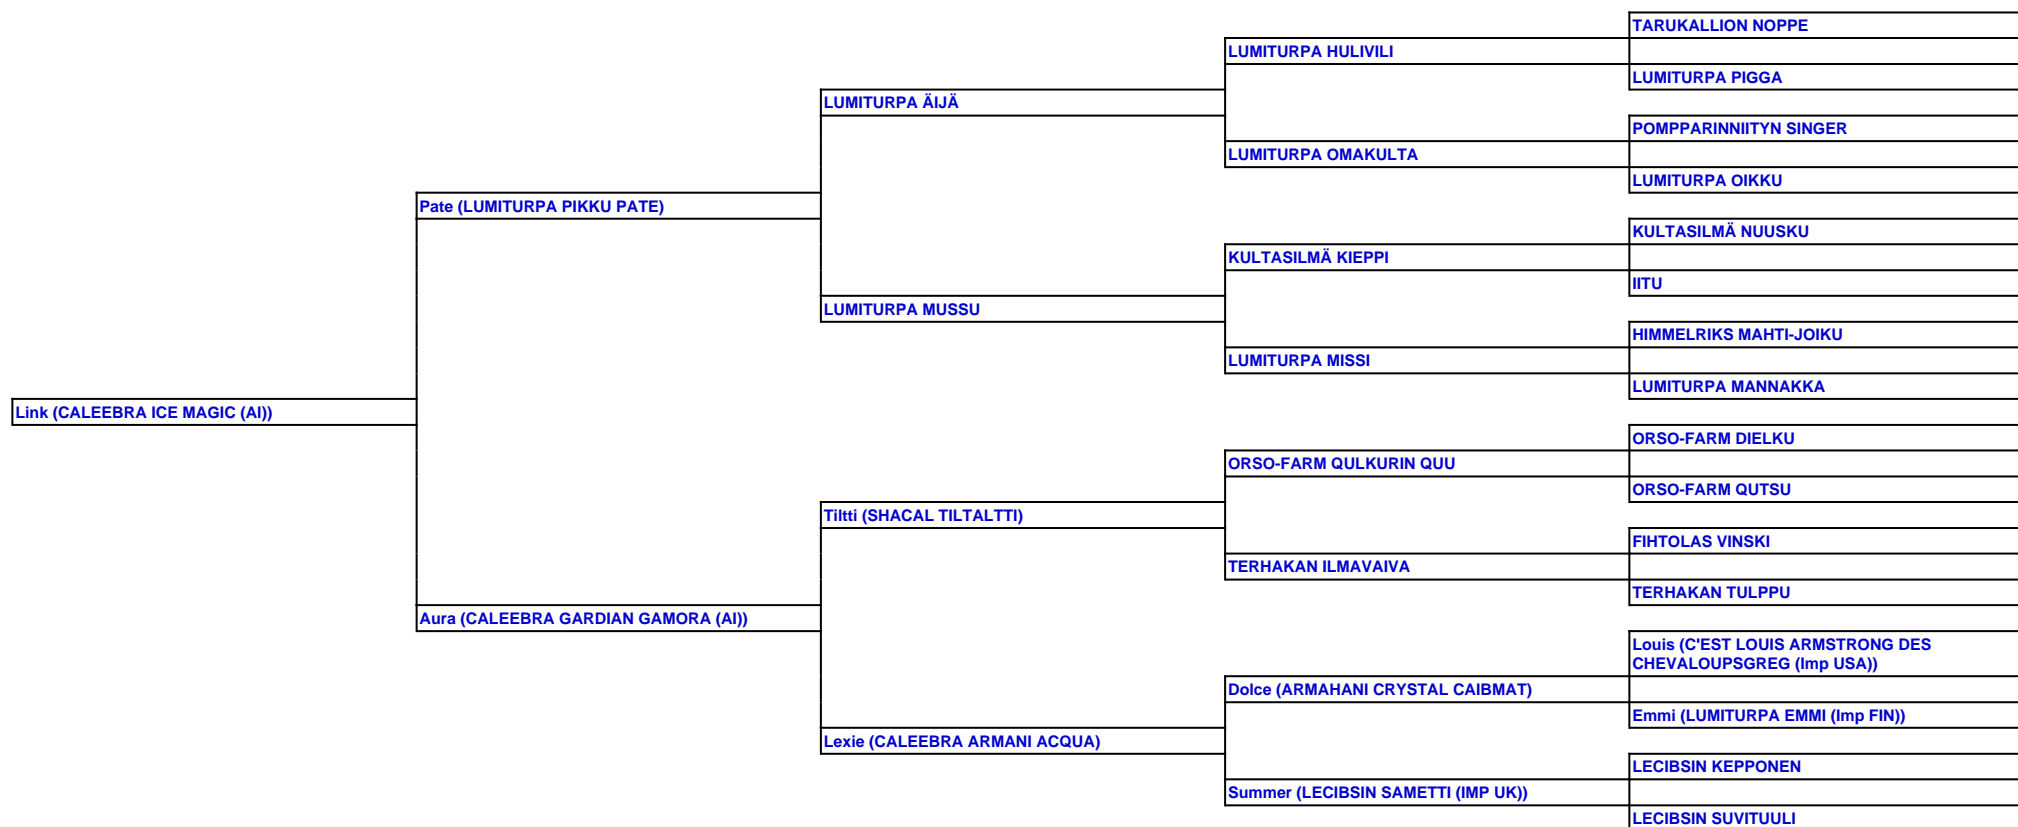 TARUKALLION NOPPE
LUMITURPA HULIVILI
LUMITURPA PIGGA
LUMITURPA ÄIJÄ
POMPPARINNIITYN SINGER
LUMITURPA OMAKULTA
LUMITURPA OIKKU
Pate (LUMITURPA PIKKU PATE)
KULTASILMÄ NUUSKU
KULTASILMÄ KIEPPI
IITU
LUMITURPA MUSSU
HIMMELRIKS MAHTI-JOIKU
LUMITURPA MISSI
LUMITURPA MANNAKKA
Link (CALEEBRA ICE MAGIC (AI))
ORSO-FARM DIELKU
ORSO-FARM QULKURIN QUU
ORSO-FARM QUTSU
Tiltti (SHACAL TILTALTTI)
FIHTOLAS VINSKI
TERHAKAN ILMAVAIVA
TERHAKAN TULPPU
Aura (CALEEBRA GARDIAN GAMORA (AI))
Louis (C'EST LOUIS ARMSTRONG DES
CHEVALOUPSGREG (Imp USA))
Dolce (ARMAHANI CRYSTAL CAIBMAT)
Emmi (LUMITURPA EMMI (Imp FIN))
Lexie (CALEEBRA ARMANI ACQUA)
LECIBSIN KEPPONEN
Summer (LECIBSIN SAMETTI (IMP UK))
LECIBSIN SUVITUULI